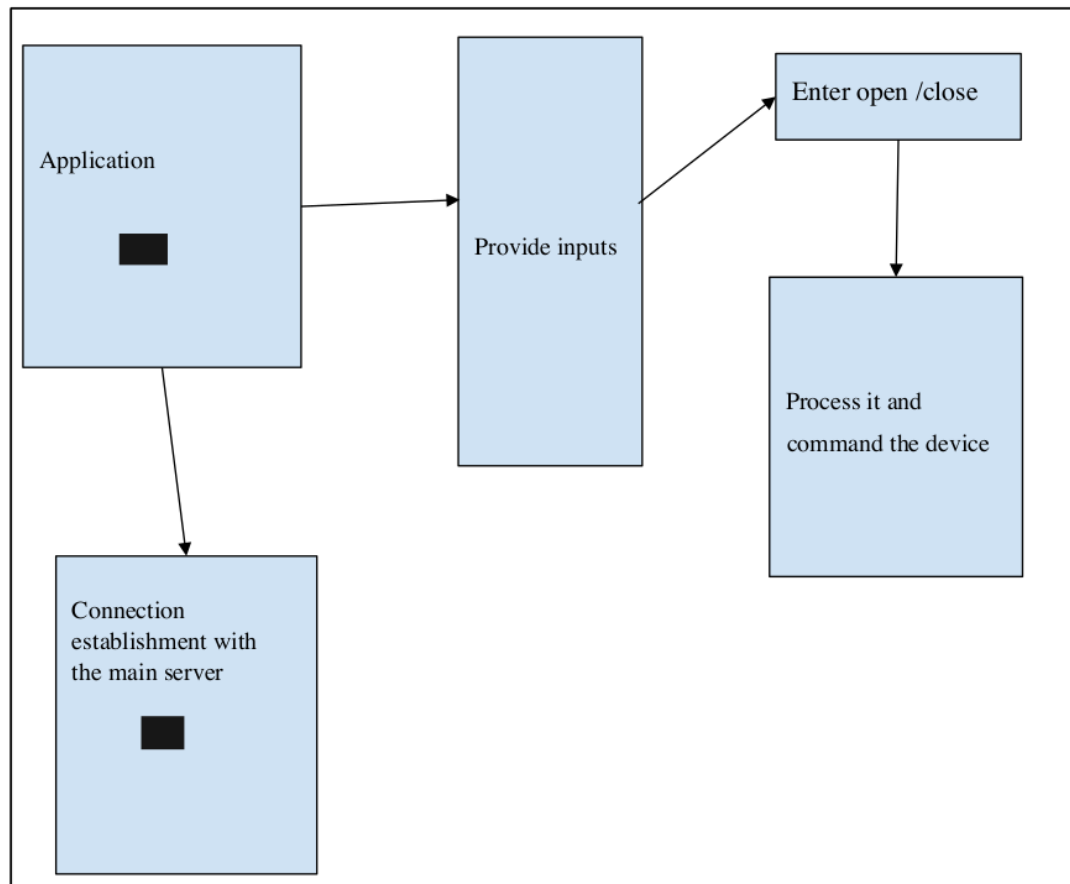 Application
Provide inputs
Enter open /close
Process it and
command the device
Connection
establishment with
the main server